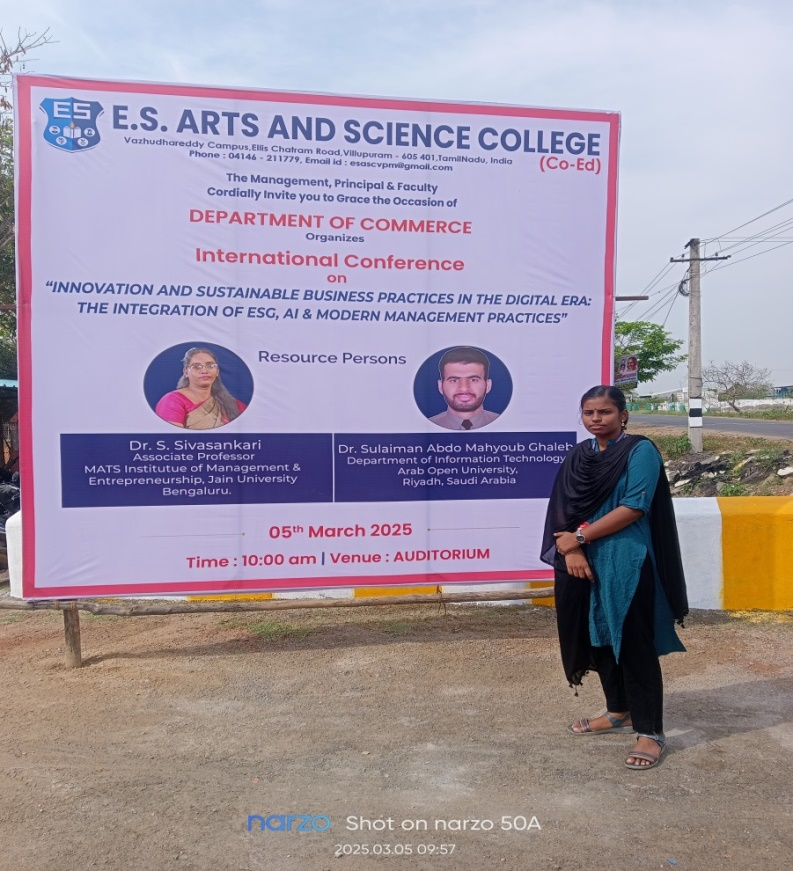 ES
E.S. ARTS AND SCIENCE COLLEGE
Vazhudhareddy Campus,Ellis Chatram Road,Villupuram - 605 401,TamilNadu, India
(Co-Ed)
Phone : 04146 - 211779, Email id : esascvpm@gmail.com
The Management, Principal & Faculty
Cordially Invite you to Grace the Occasion of
DEPARTMENT OF COMMERCE
Organizes
International Conference
on
“INNOVATION AND SUSTAINABLE BUSINESS PRACTICES IN THE DIGITAL ERA:
THE INTEGRATION OF ESG, AI & MODERN MANAGEMENT PRACTICES”
Resource Persons
Dr. S. Sivasankari
Associate Professor
MATS Institutue of Management &
Entrepreneurship, Jain University
Bengaluru.
Dr. Sulaiman Abdo Mahyoub Ghaleb
Department of Information Technology
Arab Open University,
Riyadh, Saudi Arabia
05th March 2025
Time : 10:00 am | Venue : AUDITORIUM
narzo Shot on narzo 50A
2025.03.05 09:57